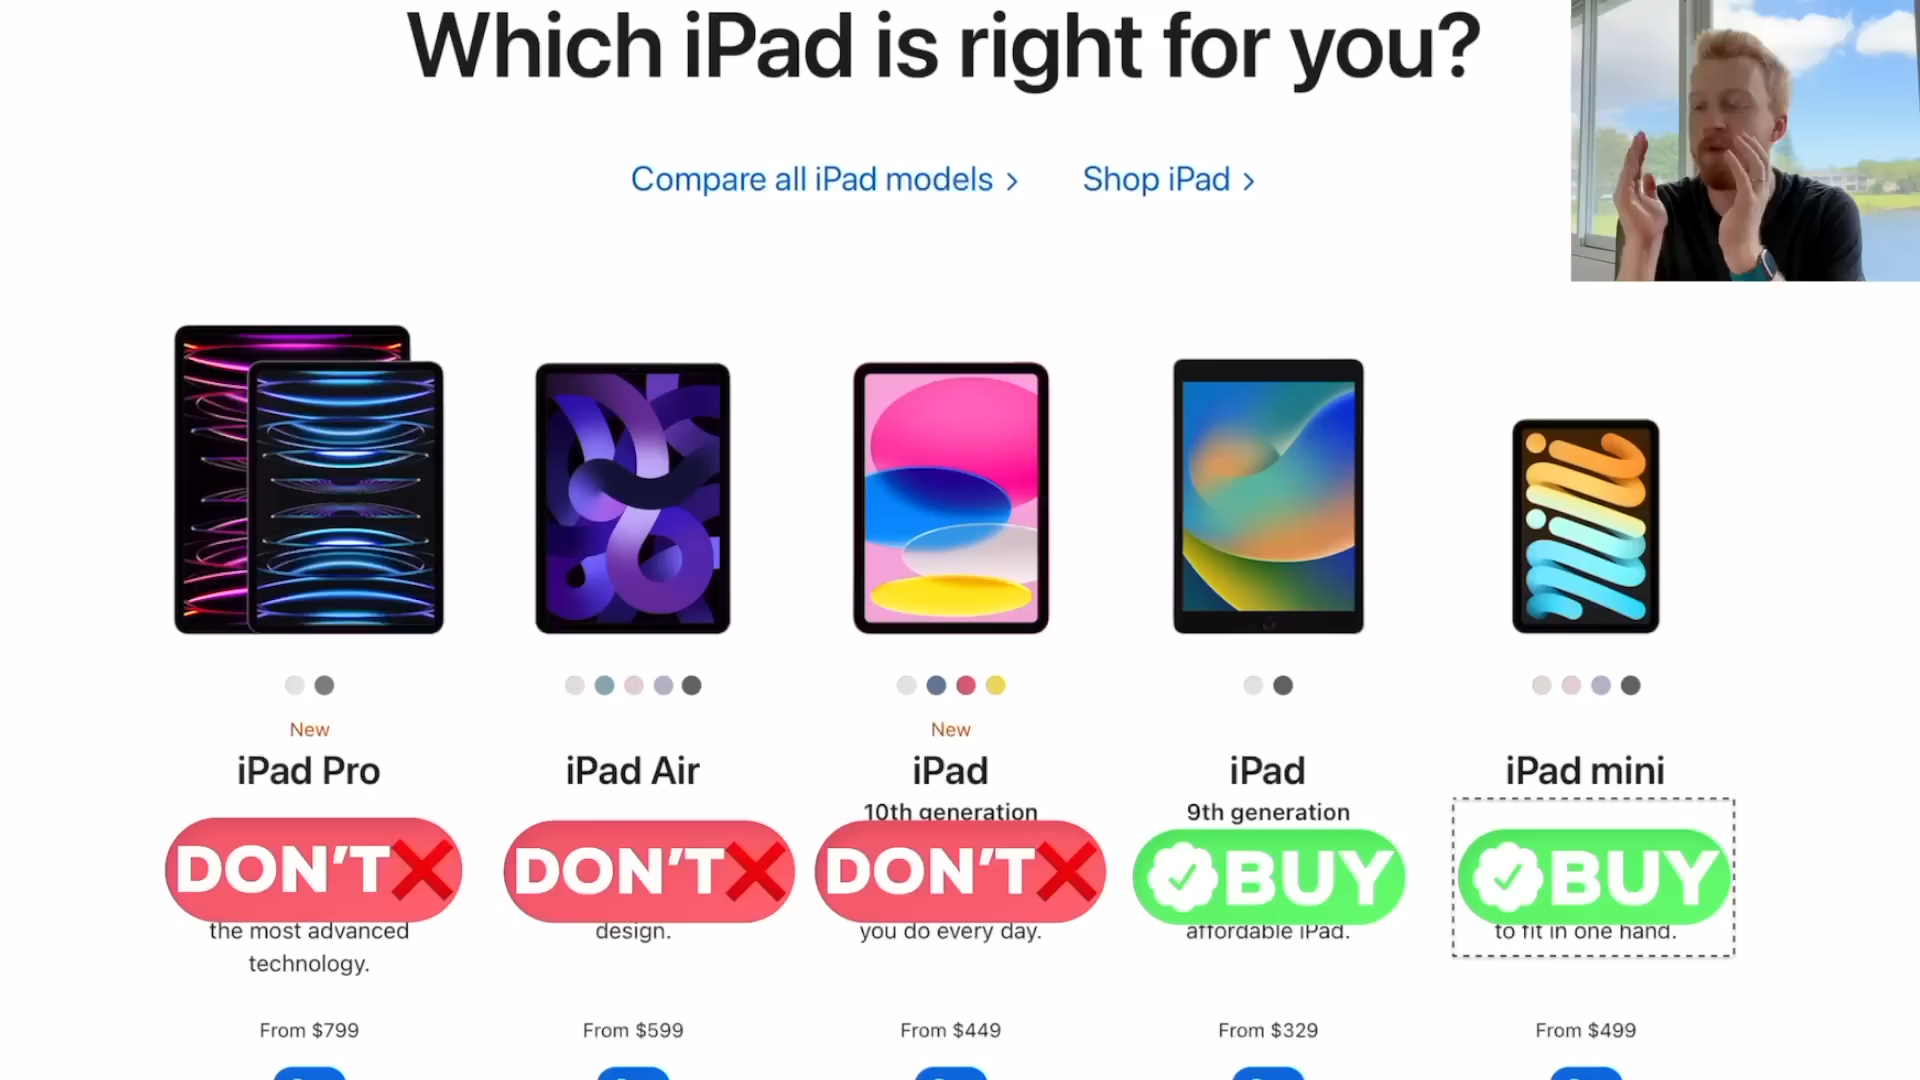 Which iPad is right for you?
Compare all iPad models >
Shop iPad >
mini
New
iPad Pro
DON'T
the most advanced
technology.
From $799
iPad Air
DON'T
design.
From $599
New
iPad
10th generation
DON'T
you do every day.
From $449
iPad
9th generation
BUY
affordable iPad.
From $329
iPad mini
BUY
to fit in one hand.
From $499